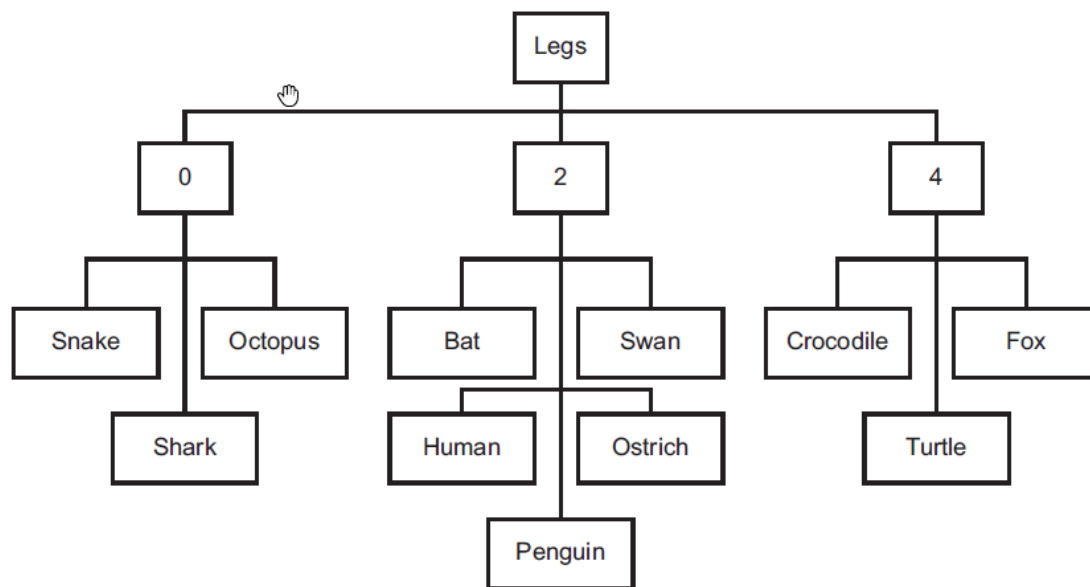 Legs
0
2
4
Snake
Octopus
Bat
Swan
Crocodile
Fox
Shark
Human
Ostrich
Turtle
Penguin